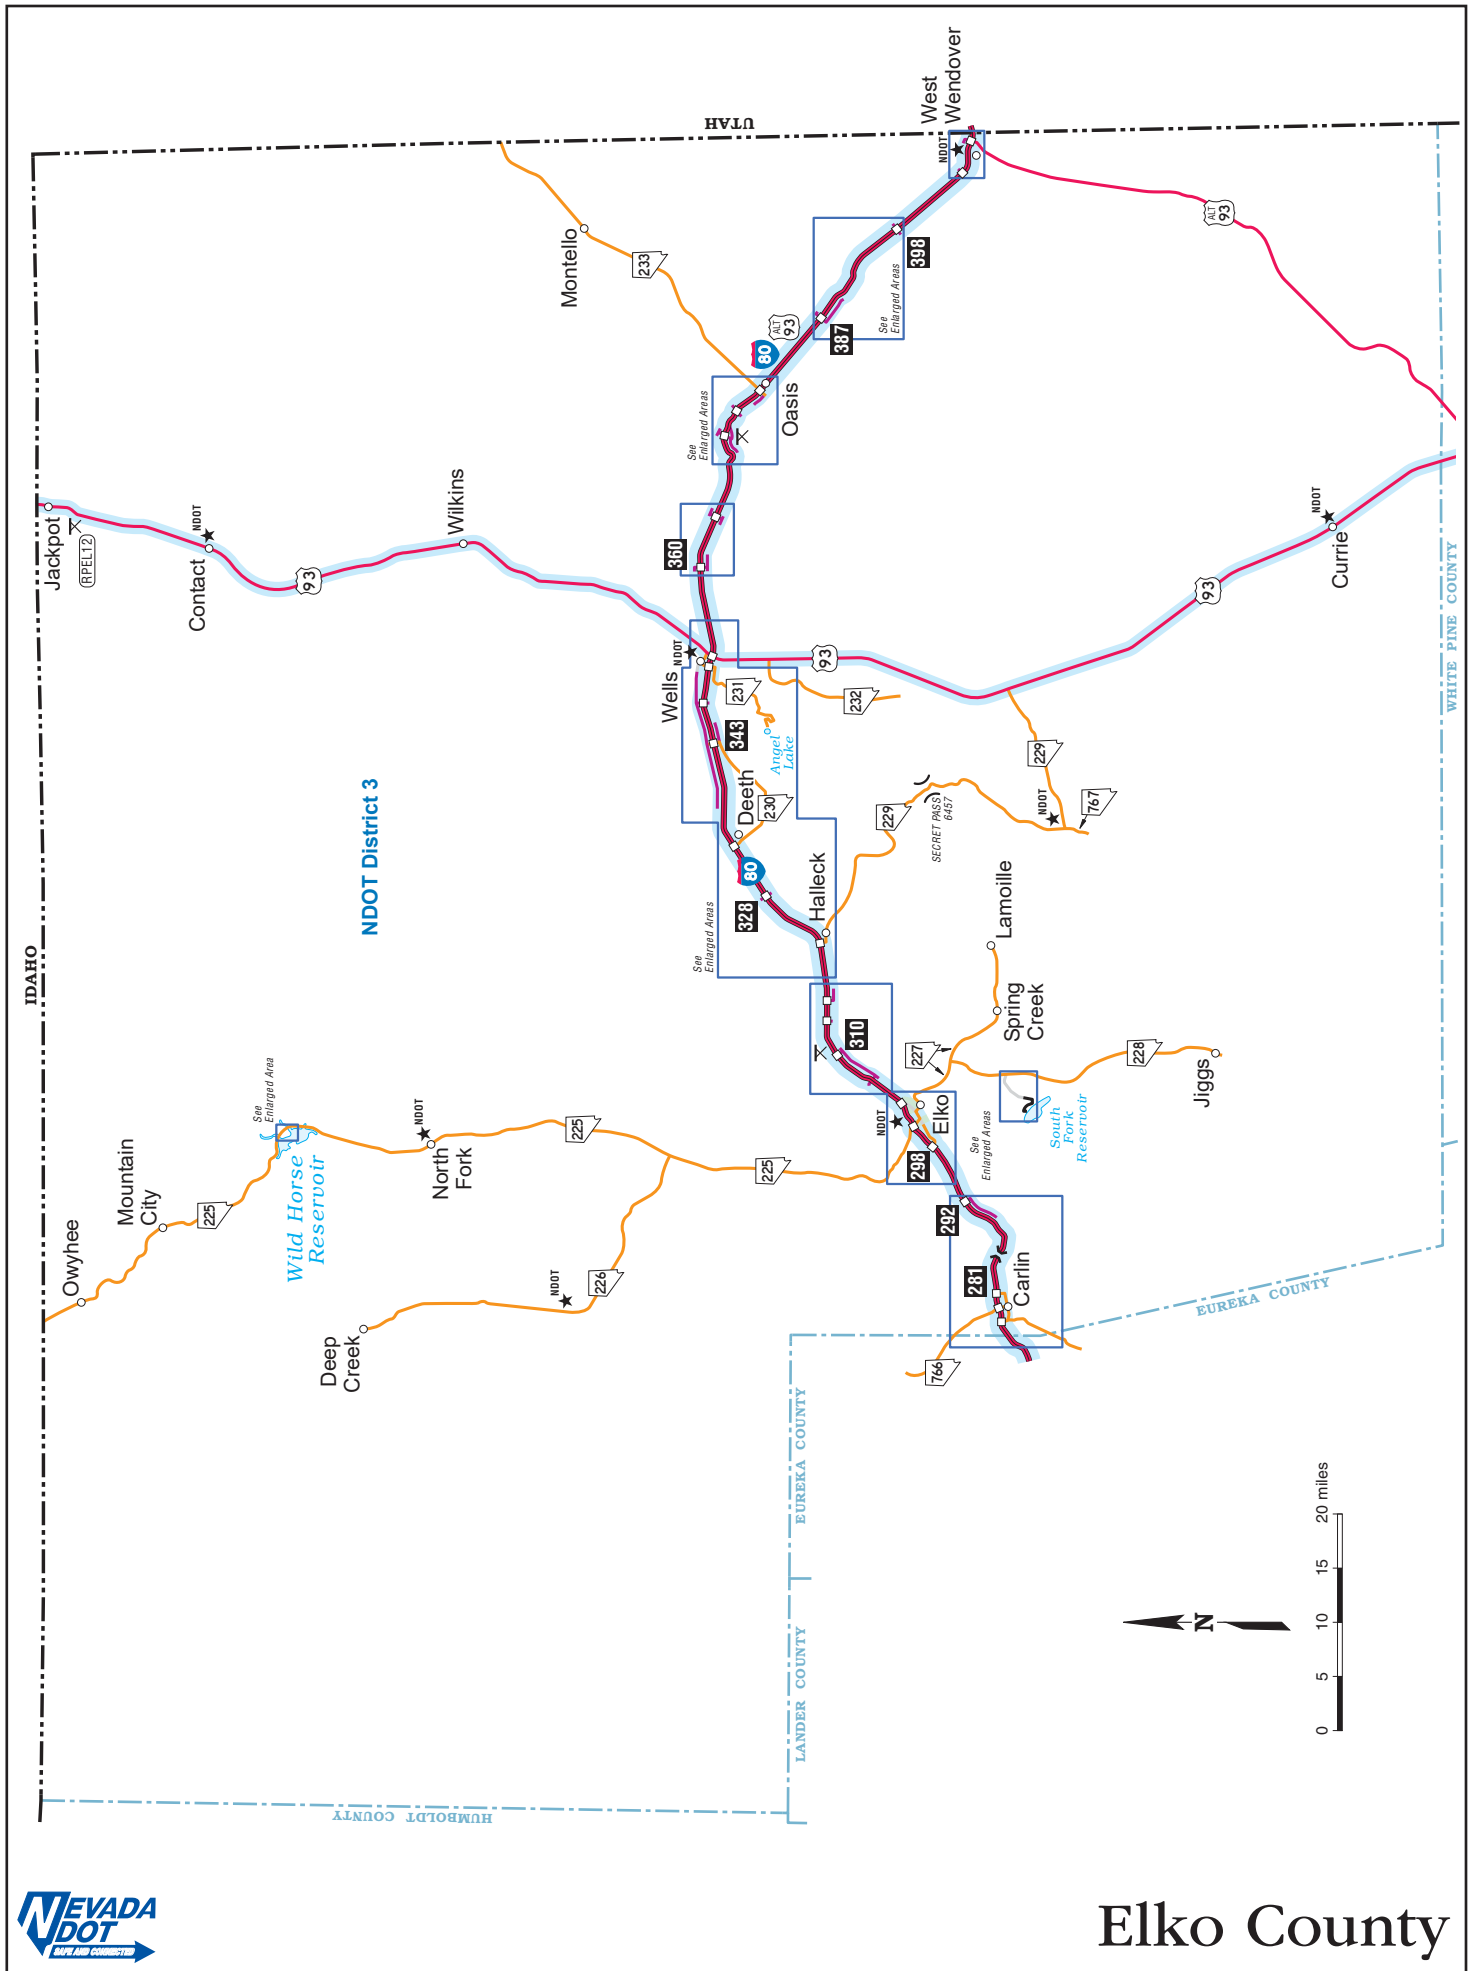 IDAHO
UTAH
West
Wendover
NDOT
Jackpot
RPEL12
NDOT
Contact
93
Wilkins
Montello
233
398
See
Enlarged Areas
387
ALT
93
80
Oasis
See
Enlarged Areas
ALT
93
360
NDOT
Wells
93
231
232
343
Angel
Lake
Deeth
230
80
328
Halleck
See
Enlarged Areas
229
SECRET PASS
6457
229
NDOT
767
93
NDOT
Currie
WHITE PINE COUNTY
NDOT District 3
Lamoille
Spring
Creek
310
227
228
Jiggs
South
Fork
Reservoir
See
Enlarged Areas
NDOT
Elko
298
292
281
Carlin
766
EUREKA COUNTY
See
Enlarged Area
Wild Horse
Reservoir
Mountain
City
Owyhee
225
NDOT
North
Fork
225
225
226
NDOT
Deep
Creek
EUREKA COUNTY
LANDER COUNTY
HUMBOLDT COUNTY
N
0 5 10 15 20 miles
NEVADA
DOT
SAFE AND CONNECTED
Elko County